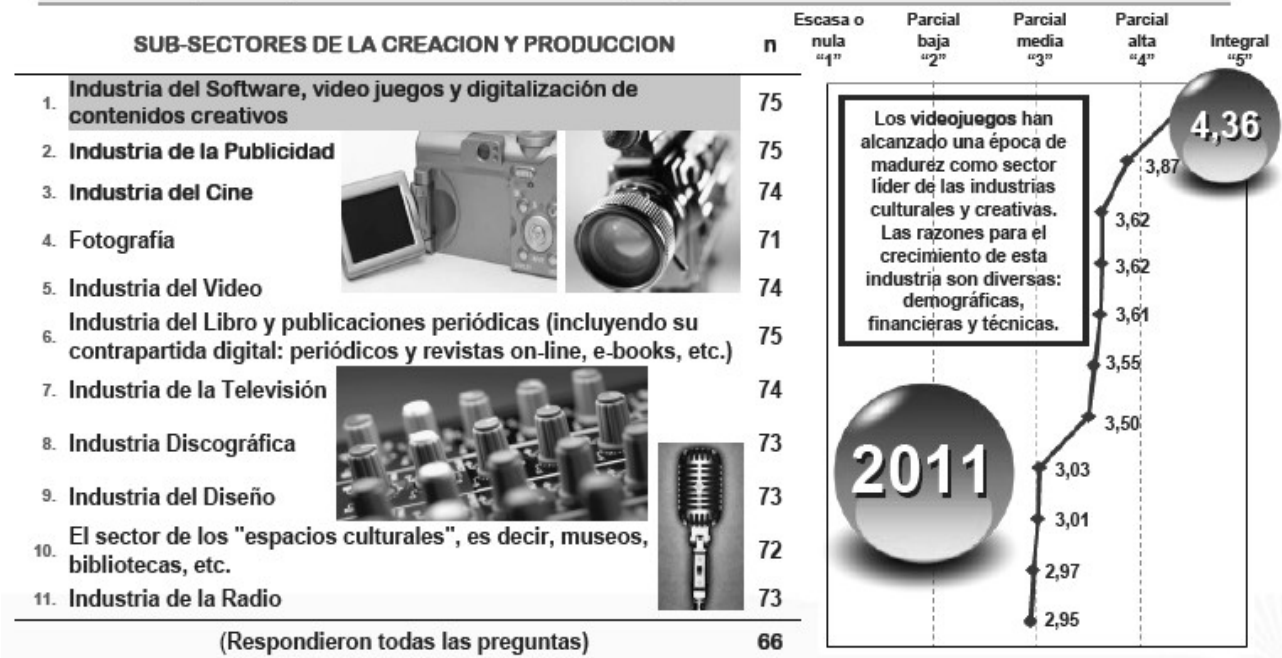 SUB-SECTORES DE LA CREACION Y PRODUCCION
n
Escasa o
nula
“1”
Parcial
baja
“2”
Parcial
media
“3”
Parcial
alta
“4”
Integral
“5”
1. Industria del Software, video juegos y digitalización de
contenidos creativos
75
2. Industria de la Publicidad 75
3. Industria del Cine 74
4. Fotografía 71
5. Industria del Video 74
6. Industria del Libro y publicaciones periódicas (incluyendo su
contrapartida digital: periódicos y revistas on-line, e-books, etc.)
75
7. Industria de la Televisión 74
8. Industria Discográfica 73
9. Industria del Diseño 73
10. El sector de los "espacios culturales", es decir, museos,
bibliotecas, etc.
72
11. Industria de la Radio 73
(Respondieron todas las preguntas) 66
Los videojuegos han
alcanzado una época de
madurez como sector
líder de las industrias
culturales y creativas.
Las razones para el
crecimiento de esta
industria son diversas:
demográficas,
financieras y técnicas.
4,36
3,87
3,62
3,62
3,61
3,55
3,50
3,03
3,01
2,97
2,95
2011